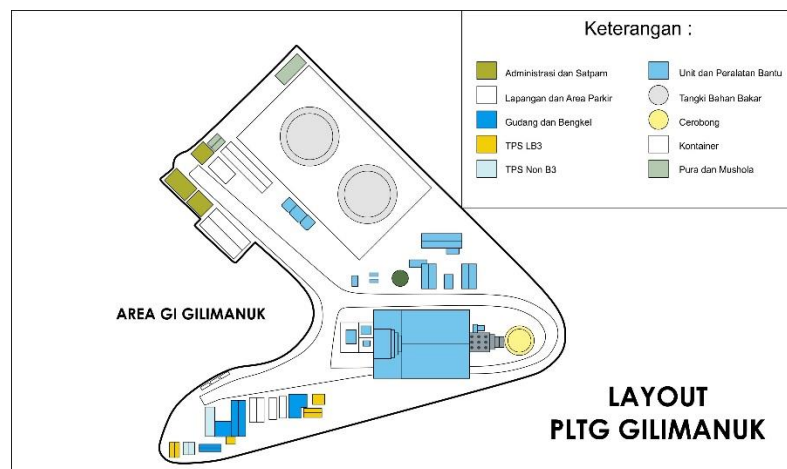 Keterangan :
Administrasi dan Satpam
Lapangan dan Area Parkir
Gudang dan Bengkel
TPS LB3
TPS Non B3
Unit dan Peralatan Bantu
Tangki Bahan Bakar
Cerobong
Kontainer
Pura dan Mushola
AREA GI GILIMANUK
LAYOUT
PLTG GILIMANUK